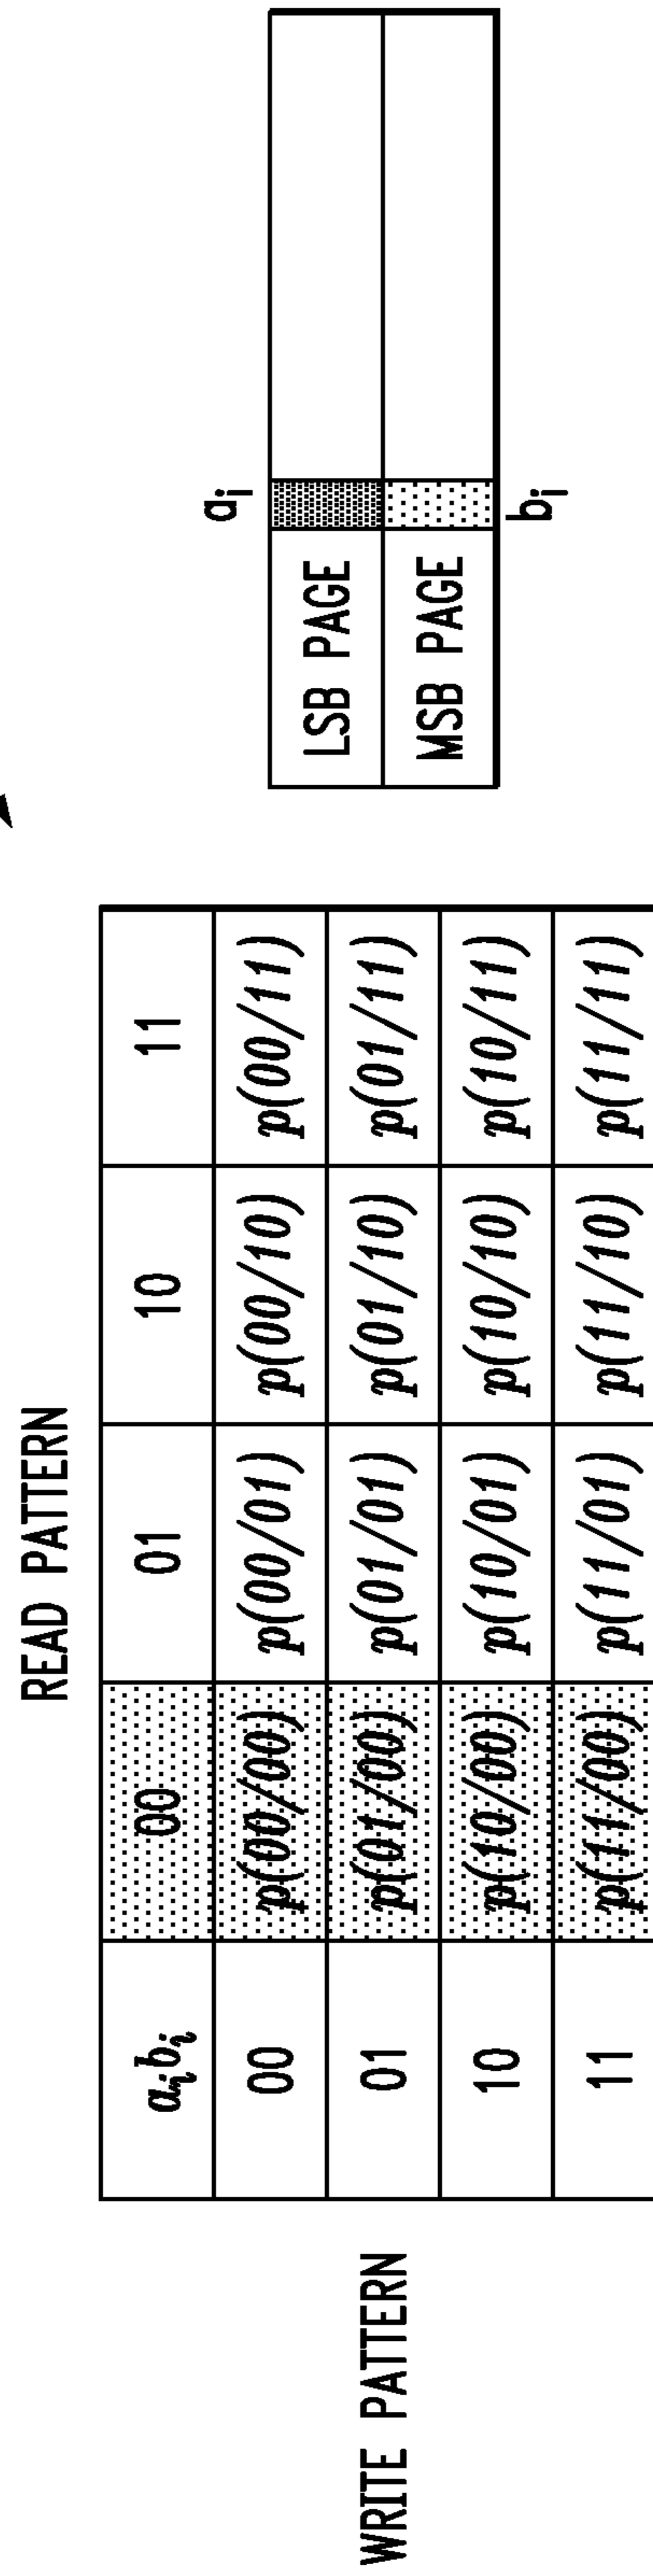 READ PATTERN
WRITE PATTERN
aᵢbᵢ 00 01 10 11
00 p(00/00) p(00/01) p(00/10) p(00/11)
01 p(01/00) p(01/01) p(01/10) p(01/11)
10 p(10/00) p(10/01) p(10/10) p(10/11)
11 p(11/00) p(11/01) p(11/10) p(11/11)
aᵢ
LSB PAGE
MSB PAGE
bᵢ